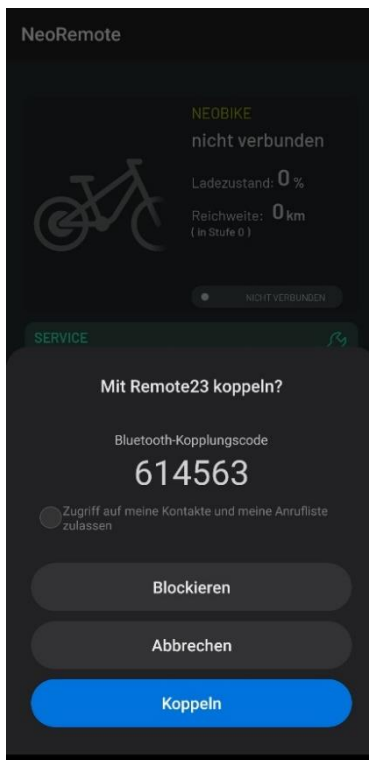 NeoRemote
NEOBIKE
nicht verbunden
Ladezustand: 0 %
Reichweite: 0 km
( in Stufe 0 )
NICHT VERBUNDEN
SERVICE
Mit Remote23 koppeln?
Bluetooth-Kopplungscode
614563
Zugriff auf meine Kontakte und meine Anrufliste
zulassen
Blockieren
Abbrechen
Koppeln